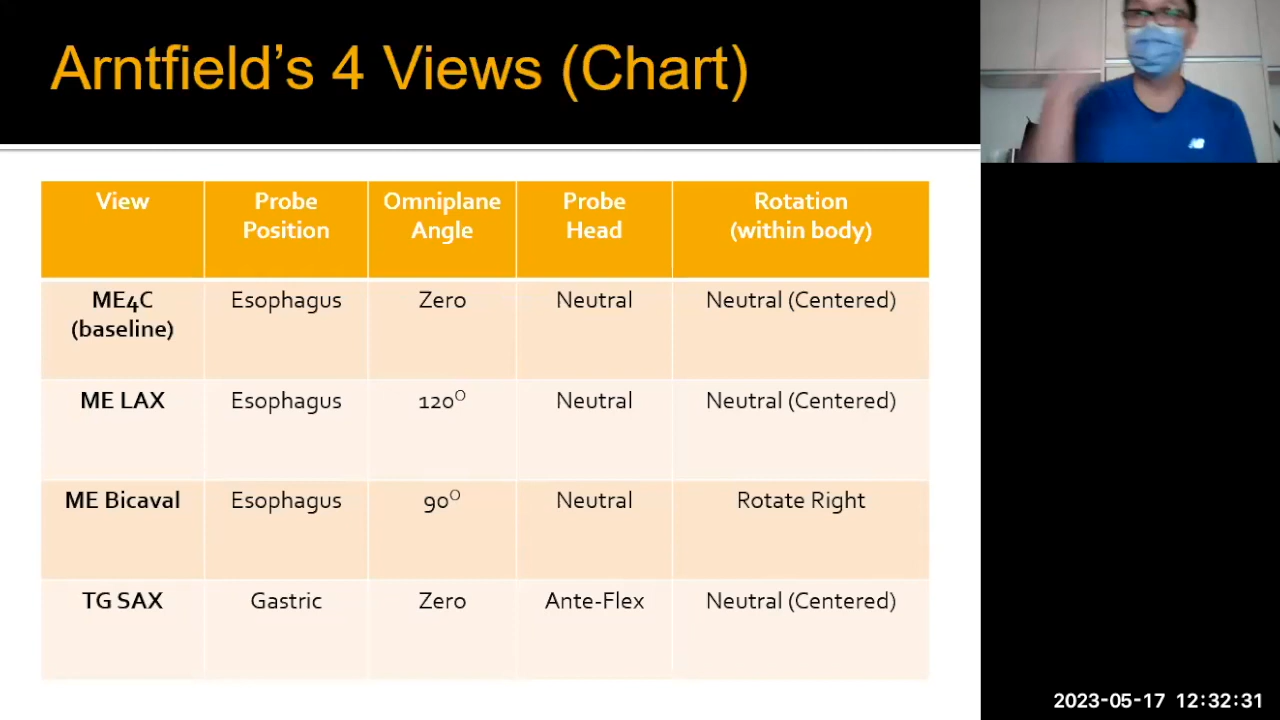 Arntfield's 4 Views (Chart)
View Probe Position Omniplane Angle Probe Head Rotation (within body)
ME4C (baseline) Esophagus Zero Neutral Neutral (Centered)
ME LAX Esophagus 120° Neutral Neutral (Centered)
ME Bicaval Esophagus 90° Neutral Rotate Right
TG SAX Gastric Zero Ante-Flex Neutral (Centered)
NB
2023-05-17 12:32:31